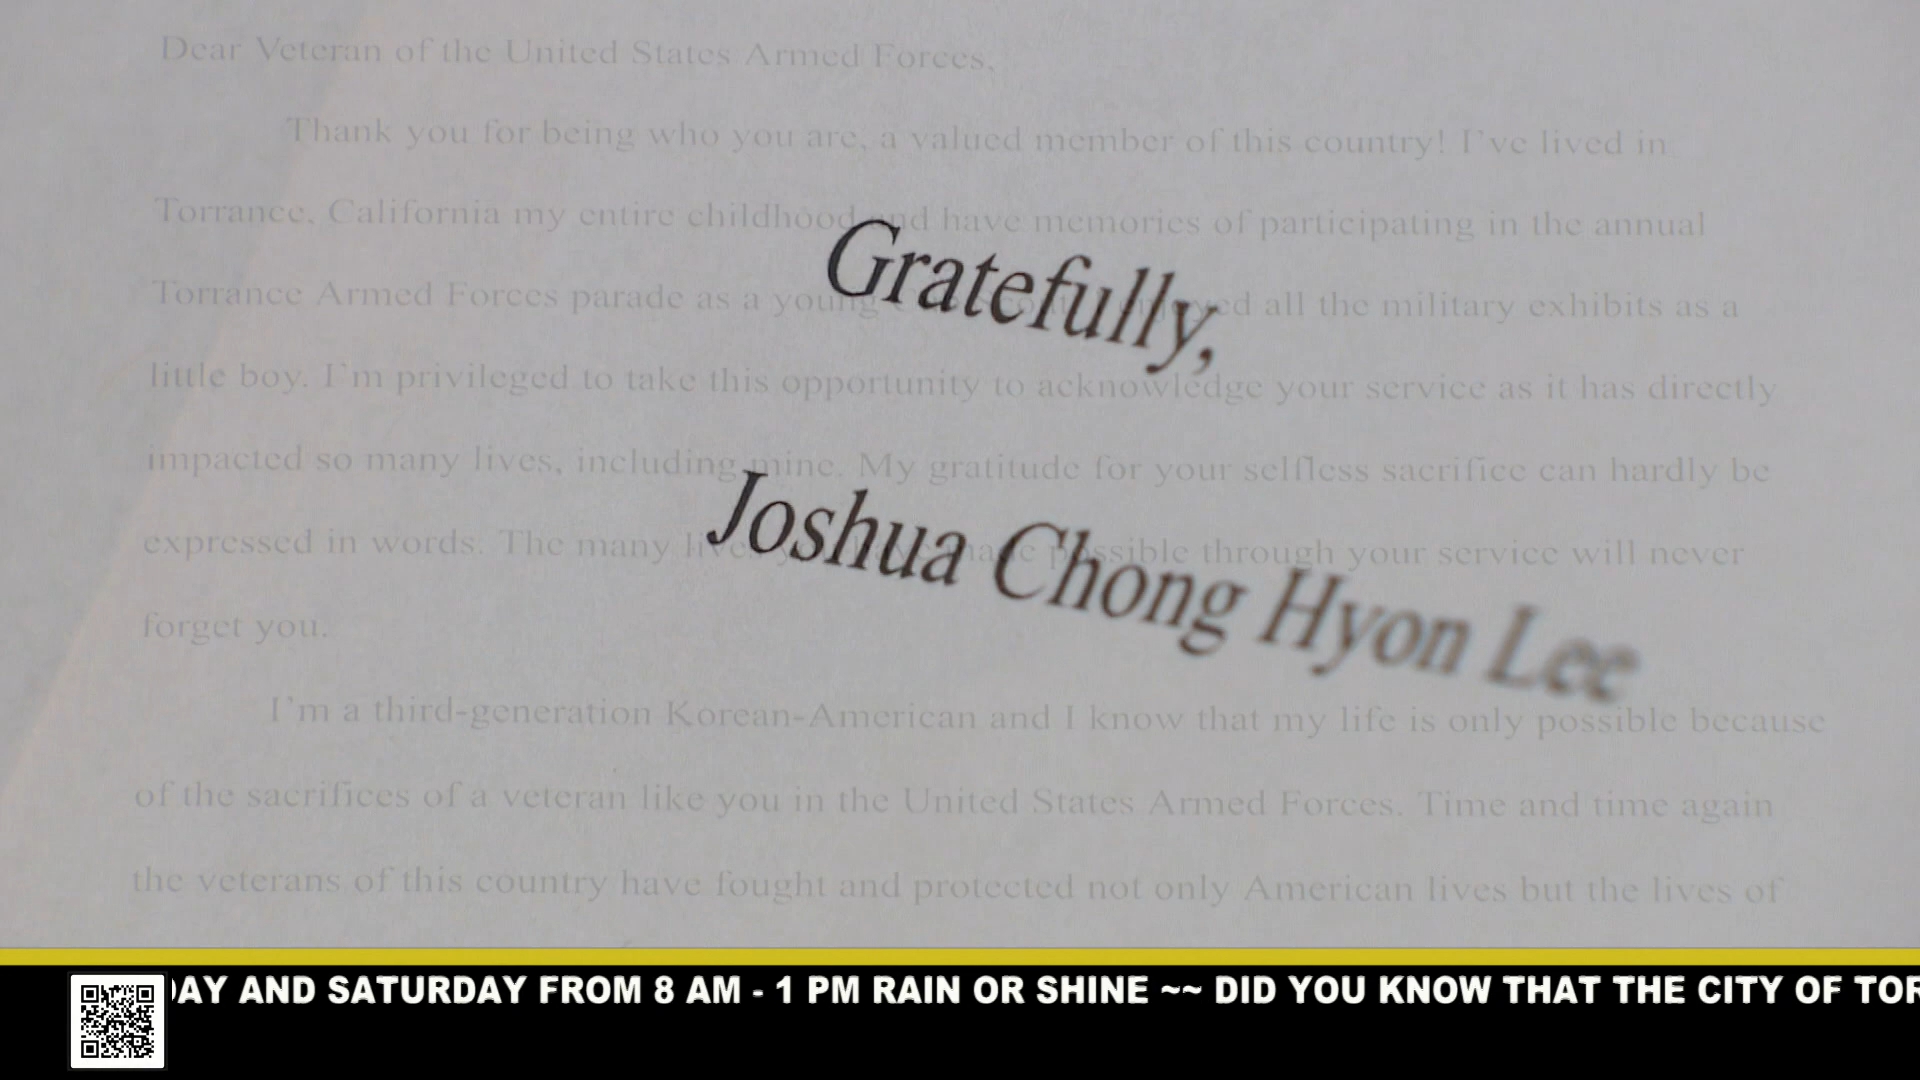 Dear Veteran of the United States Armed Forces,
Thank you for being who you are, a valued member of this country! I've lived in
Torrance, California my entire childhood and have memories of participating in the annual
Torrance Armed Forces parade as a young enjoyed all the military exhibits as a
little boy. I'm privileged to take this opportunity to acknowledge your service as it has directly
impacted so many lives, including mine. My gratitude for your selfless sacrifice can hardly be
expressed in words. The many lives you have made possible through your service will never
forget you.
I'm a third-generation Korean-American and I know that my life is only possible because
of the sacrifices of a veteran like you in the United States Armed Forces. Time and time again
the veterans of this country have fought and protected not only American lives but the lives of
Gratefully,
Joshua Chong Hyon Lee
DAY AND SATURDAY FROM 8 AM - 1 PM RAIN OR SHINE ~~ DID YOU KNOW THAT THE CITY OF TOR